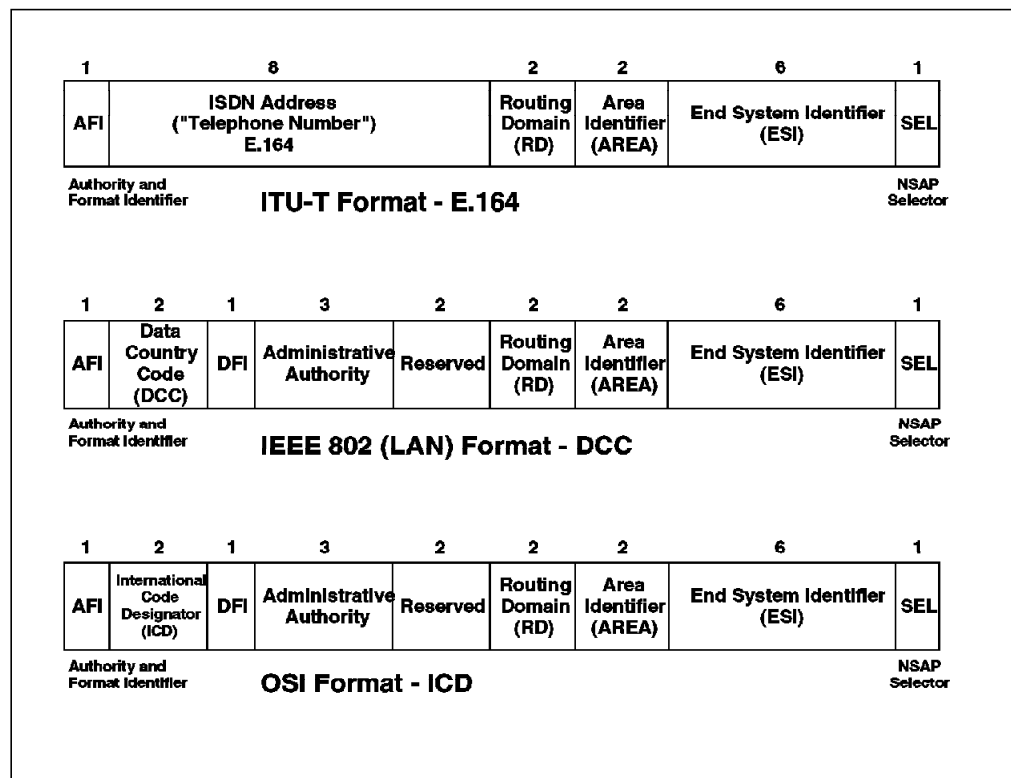 1 8 2 2 6 1
AFI
ISDN Address
("Telephone Number")
E.164
Routing
Domain
(RD)
Area
Identifier
(AREA)
End System Identifier
(ESI)
SEL
Authority and
Format Identifier
ITU-T Format - E.164
NSAP
Selector
1 2 1 3 2 2 2 6 1
AFI
Data
Country
Code
(DCC)
DFI
Administrative
Authority
Reserved
Routing
Domain
(RD)
Area
Identifier
(AREA)
End System Identifier
(ESI)
SEL
Authority and
Format Identifier
IEEE 802 (LAN) Format - DCC
NSAP
Selector
1 2 1 3 2 2 2 6 1
AFI
International
Code
Designator
(ICD)
DFI
Administrative
Authority
Reserved
Routing
Domain
(RD)
Area
Identifier
(AREA)
End System Identifier
(ESI)
SEL
Authority and
Format Identifier
OSI Format - ICD
NSAP
Selector